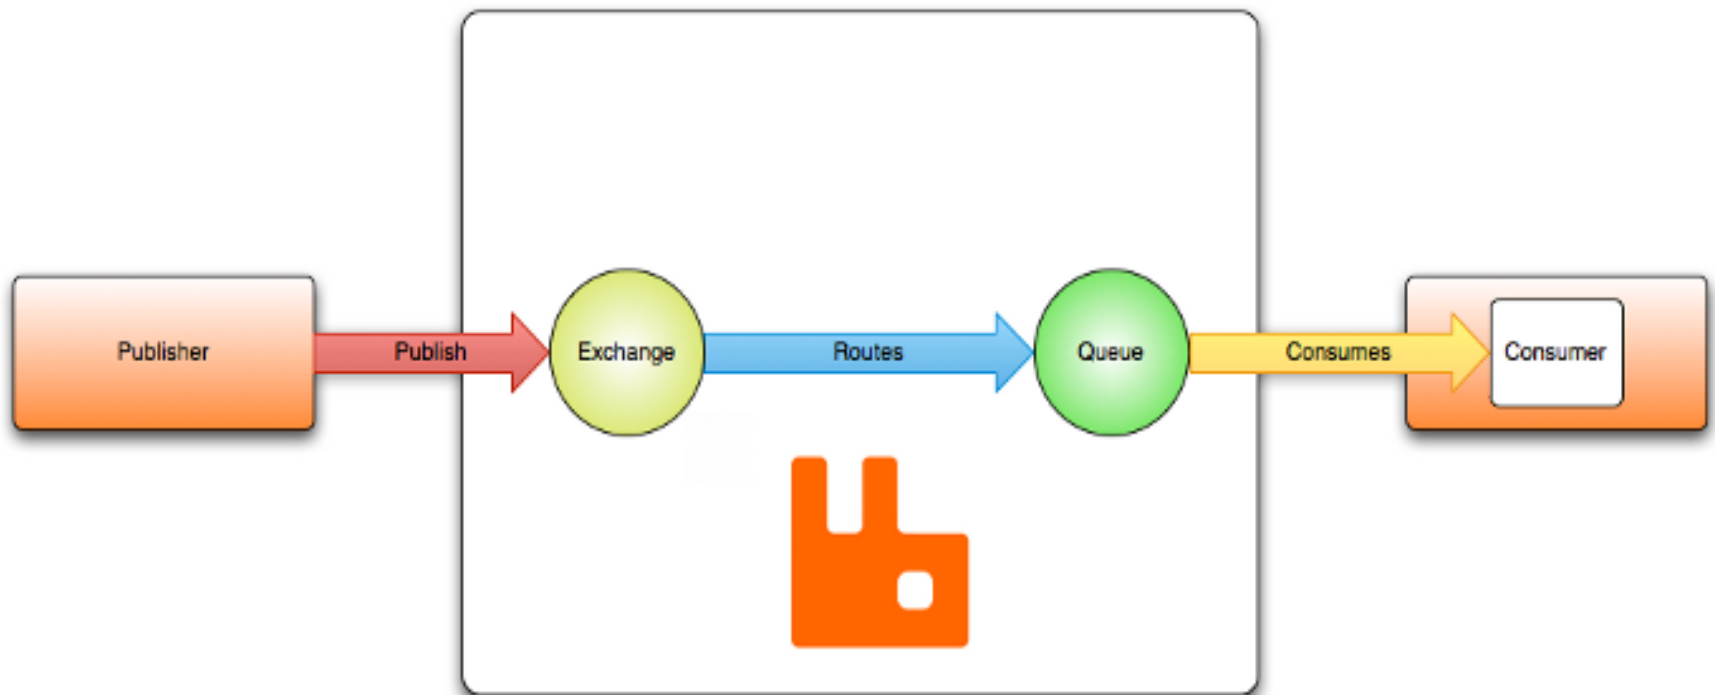 Publisher
Publish
Exchange
Routes
Queue
Consumes
Consumer